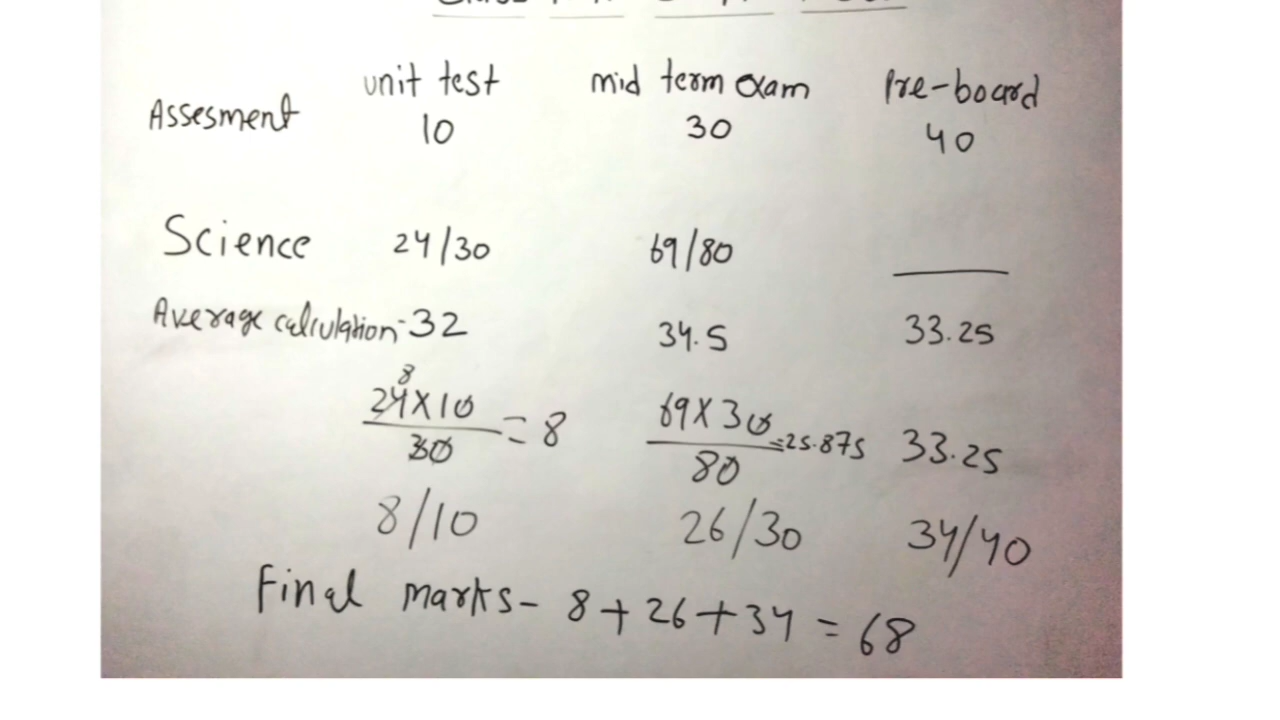 Assesment unit test mid term exam Pre-board
10 30 40
Science 24/30 69/80 —
Average calculation-32 34.5 33.25
8
24X10/30 = 8 69X30/80 =25.875 33.25
8/10 26/30 34/40
Final marks- 8+26+34 = 68